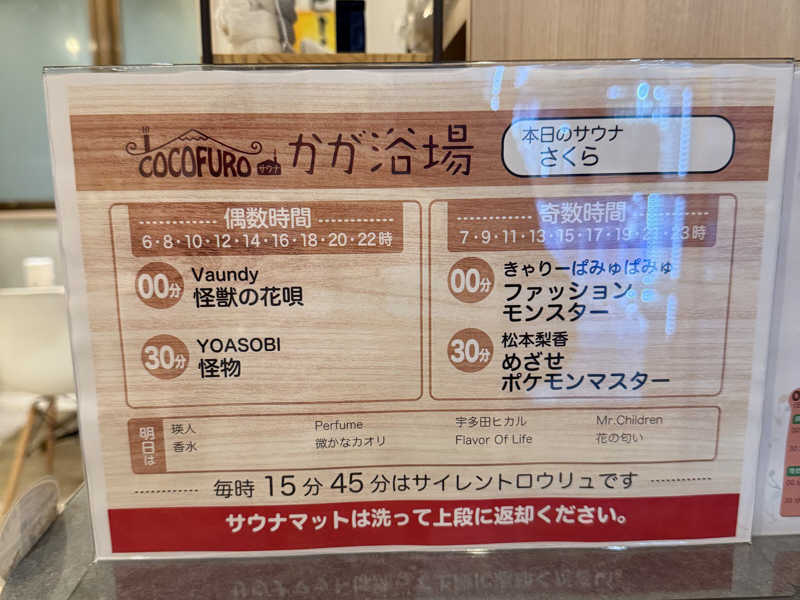 COCOFURO サウナ かが浴場
本日のサウナ
さくら
偶数時間
6・8・10・12・14・16・18・20・22時
00分
Vaundy
怪獣の花唄
30分
YOASOBI
怪物
奇数時間
7・9・11・13・15・17・19・21・23時
00分
きゃりーぱみゅぱみゅ
ファッション
モンスター
30分
松本梨香
めざせ
ポケモンマスター
明日は
瑛人
香水
Perfume
微かなカオリ
宇多田ヒカル
Flavor Of Life
Mr.Children
花の匂い
毎時 15分 45分はサイレントロウリュです
サウナマットは洗って上段に返却ください。